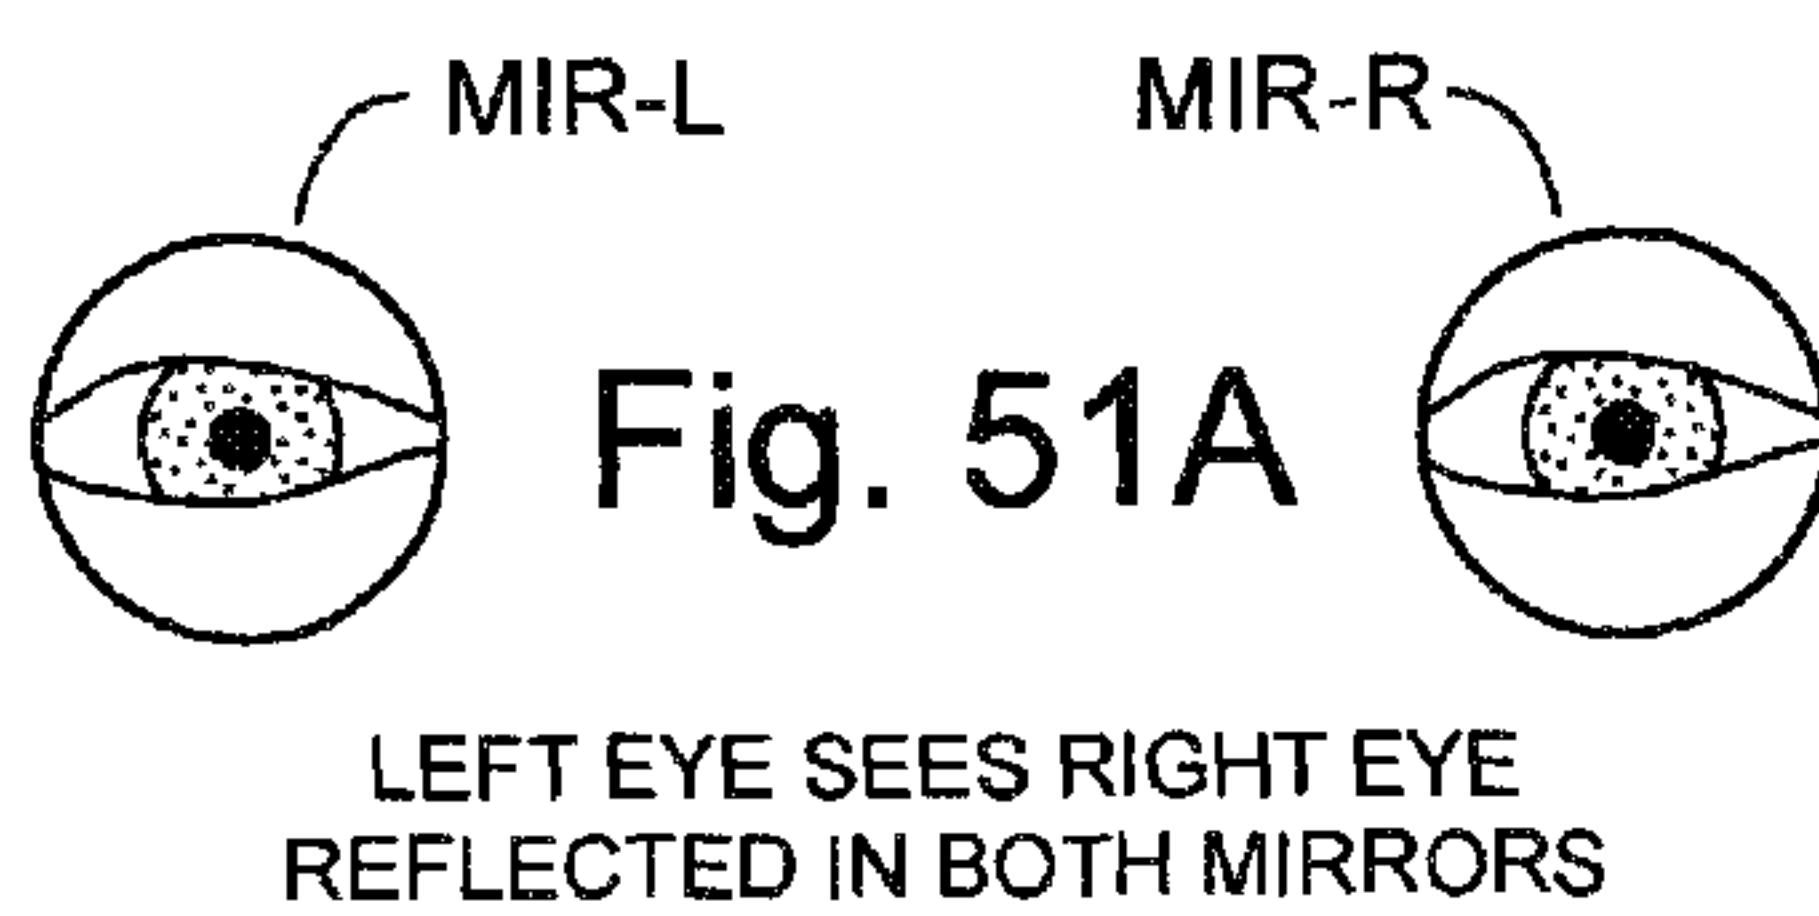 MIR-L
MIR-R
Fig. 51A
LEFT EYE SEES RIGHT EYE
REFLECTED IN BOTH MIRRORS